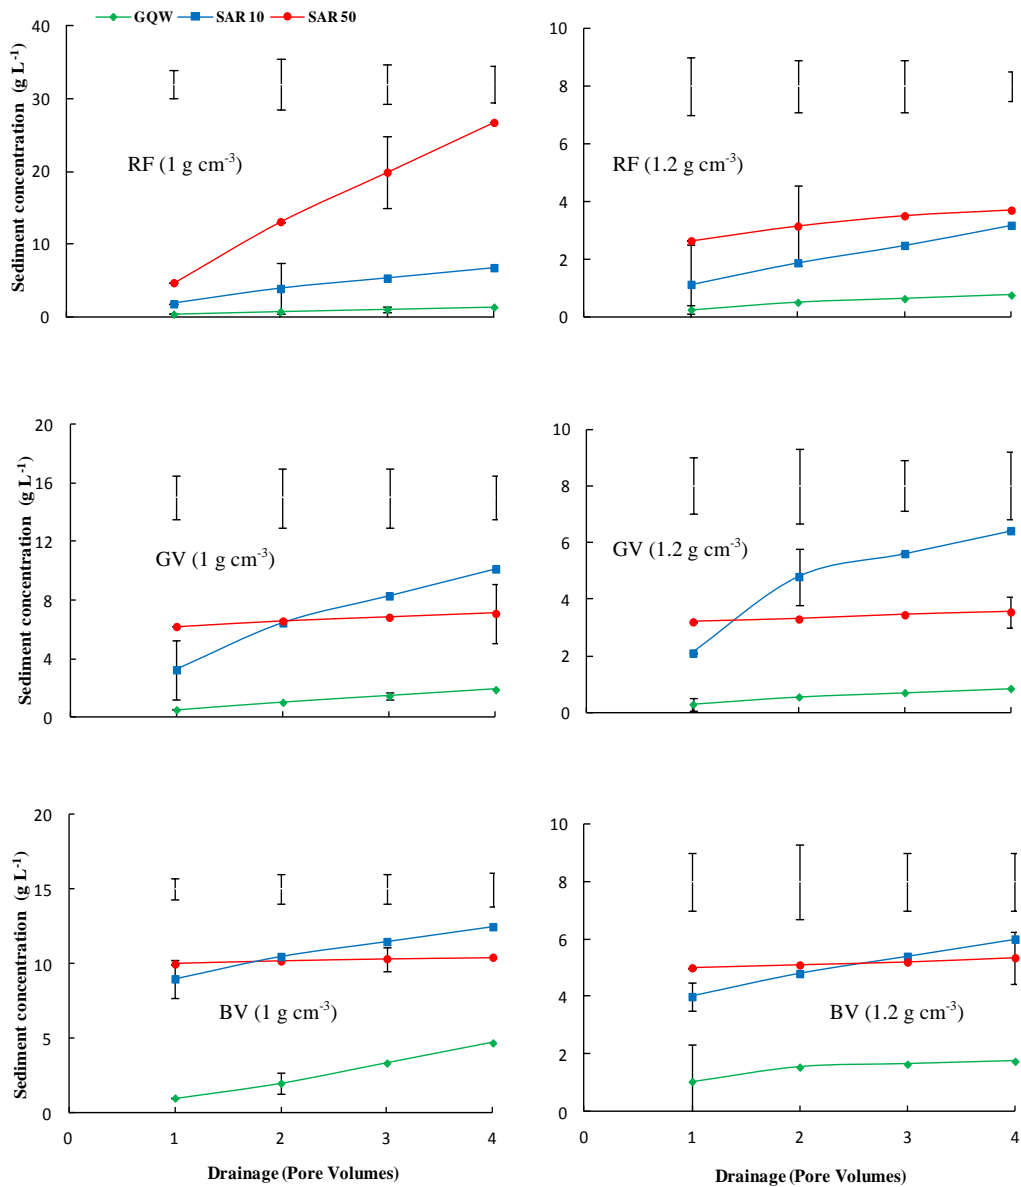 GQW SAR 10 SAR 50
Sediment concentration (g L⁻¹)
40
30
20
10
0
RF (1 g cm⁻³)
10
8
6
4
2
0
RF (1.2 g cm⁻³)
Sediment concentration (g L⁻¹)
20
16
12
8
4
0
GV (1 g cm⁻³)
10
8
6
4
2
0
GV (1.2 g cm⁻³)
Sediment concentration (g L⁻¹)
20
15
10
5
0
BV (1 g cm⁻³)
0 1 2 3 4
Drainage (Pore Volumes)
10
8
6
4
2
0
BV (1.2 g cm⁻³)
0 1 2 3 4
Drainage (Pore Volumes)